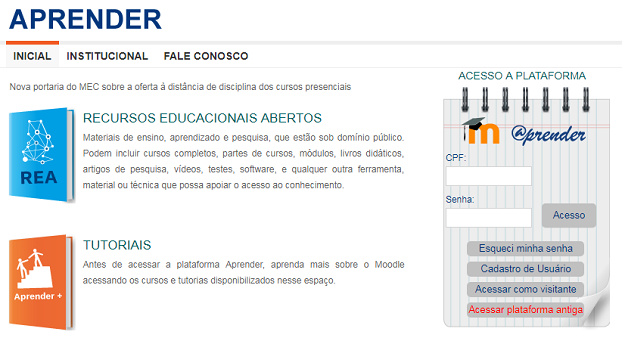 APRENDER
INICIAL INSTITUCIONAL FALE CONOSCO
Nova portaria do MEC sobre a oferta à distância de disciplina dos cursos presenciais
REA
RECURSOS EDUCACIONAIS ABERTOS
Materiais de ensino, aprendizado e pesquisa, que estão sob domínio público.
Podem incluir cursos completos, partes de cursos, módulos, livros didáticos,
artigos de pesquisa, vídeos, testes, software, e qualquer outra ferramenta,
material ou técnica que possa apoiar o acesso ao conhecimento.
Aprender +
TUTORIAIS
Antes de acessar a plataforma Aprender, aprenda mais sobre o Moodle
acessando os cursos e tutorias disponibilizados nesse espaço.
ACESSO A PLATAFORMA
m @prender
CPF:
Senha:
Acesso
Esqueci minha senha
Cadastro de Usuário
Acessar como visitante
Acessar plataforma antiga